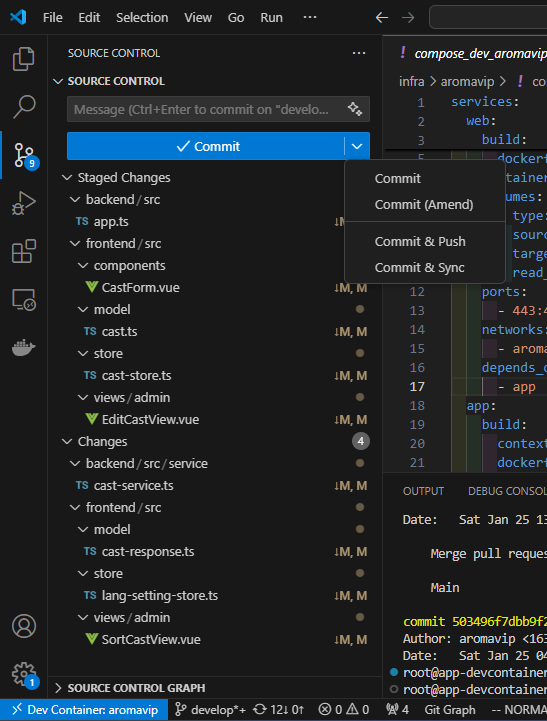 File Edit Selection View Go Run ···
SOURCE CONTROL ···
SOURCE CONTROL
Message (Ctrl+Enter to commit on "develo...
Commit
Commit
Commit (Amend)
Commit & Push
Commit & Sync
Staged Changes
backend/src
TS app.ts
frontend/src
components
CastForm.vue ↓M, M
model
TS cast.ts ↓M, M
store
TS cast-store.ts ↓M, M
views/admin
EditCastView.vue ↓M, M
Changes 4
backend/src/service
TS cast-service.ts ↓M, M
frontend/src
model
TS cast-response.ts ↓M, M
store
TS lang-setting-store.ts ↓M, M
views/admin
SortCastView.vue ↓M, M
SOURCE CONTROL GRAPH
9
1
! compose_dev_aromavip
infra > aromavip > ! co
1 services:
2 web:
3 build:
5 dockerf
ontainer
umes:
type:
sourc
targe
read_
12 ports:
13 - 443:4
14 networks:
15 - aroma
16 depends_o
17 - app
18 app:
19 build:
20 context
21 dockerf
OUTPUT DEBUG CONSOL
Date: Sat Jan 25 13
Merge pull reques
Main
commit 503496f7dbb9f2
Author: aromavip <163
Date: Sat Jan 25 04
root@app-devcontainer
root@app-devcontainer
Dev Container: aromavip develop*+ 12↓ 0↑ 0 0 4 Git Graph -- NORMA